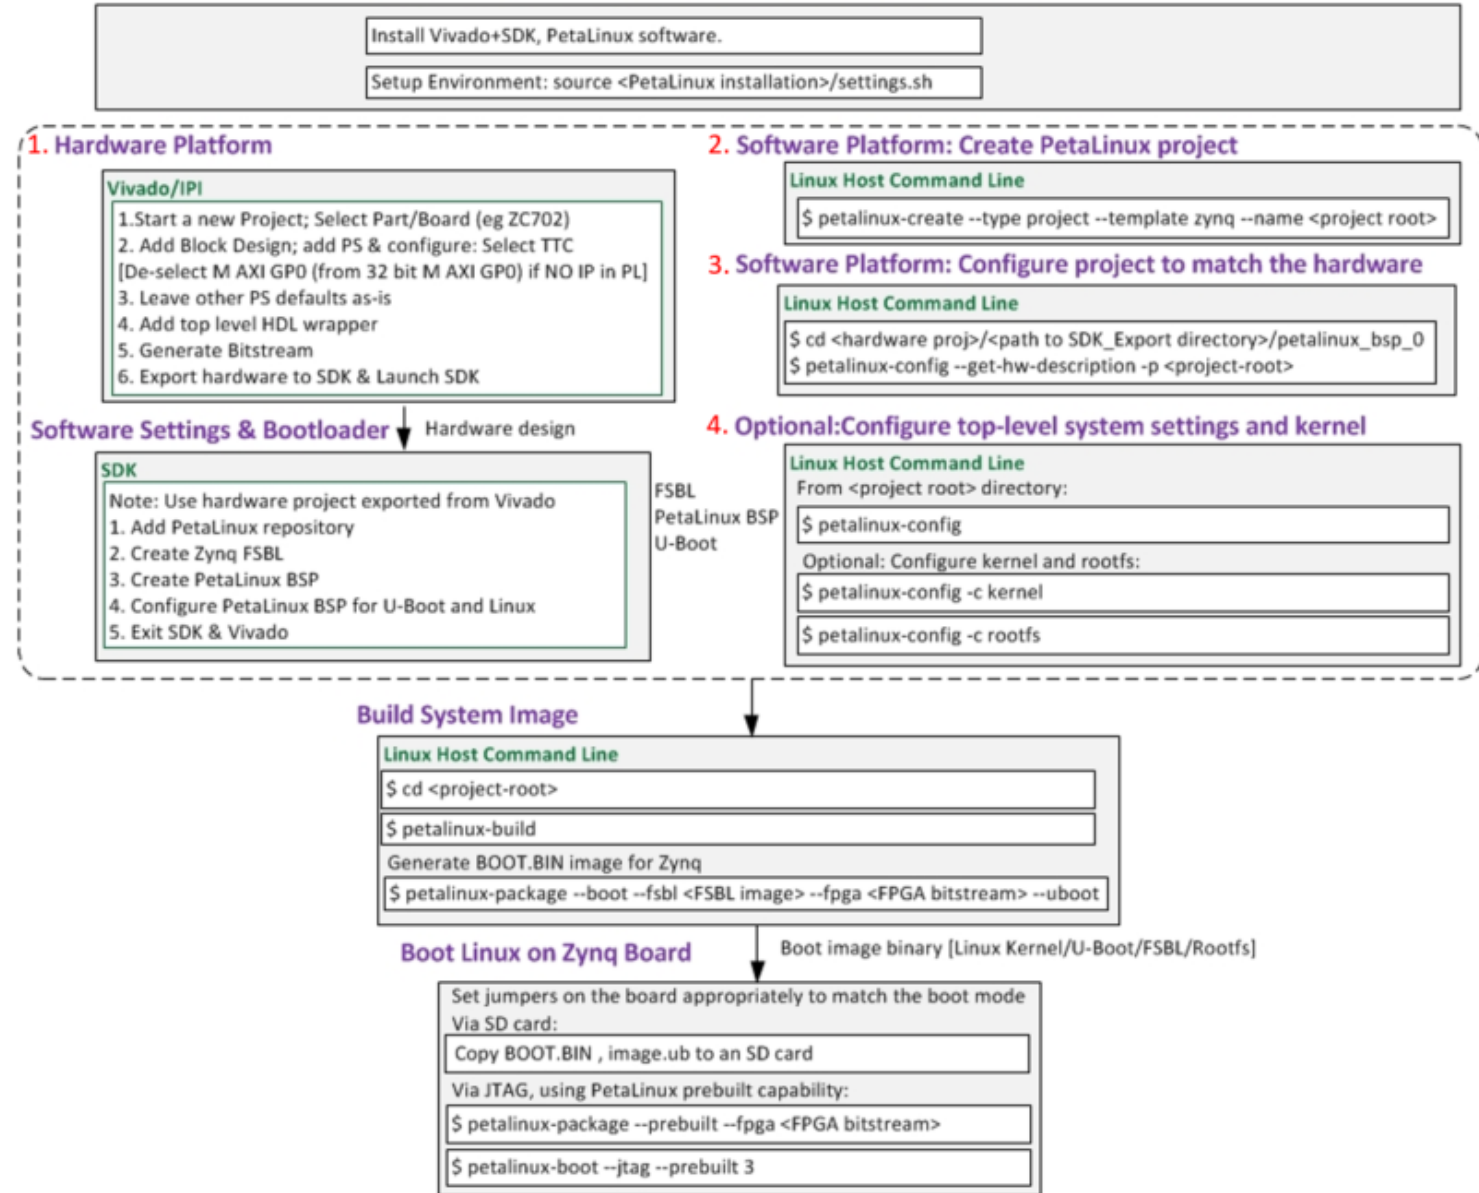 Install Vivado+SDK, PetaLinux software.
Setup Environment: source <PetaLinux installation>/settings.sh
1. Hardware Platform
Vivado/IPI
1.Start a new Project; Select Part/Board (eg ZC702)
2. Add Block Design; add PS & configure: Select TTC
[De-select M AXI GP0 (from 32 bit M AXI GP0) if NO IP in PL]
3. Leave other PS defaults as-is
4. Add top level HDL wrapper
5. Generate Bitstream
6. Export hardware to SDK & Launch SDK
Software Settings & Bootloader
Hardware design
SDK
Note: Use hardware project exported from Vivado
1. Add PetaLinux repository
2. Create Zynq FSBL
3. Create PetaLinux BSP
4. Configure PetaLinux BSP for U-Boot and Linux
5. Exit SDK & Vivado
FSBL
PetaLinux BSP
U-Boot
2. Software Platform: Create PetaLinux project
Linux Host Command Line
$ petalinux-create --type project --template zynq --name <project root>
3. Software Platform: Configure project to match the hardware
Linux Host Command Line
$ cd <hardware proj>/<path to SDK_Export directory>/petalinux_bsp_0
$ petalinux-config --get-hw-description -p <project-root>
4. Optional:Configure top-level system settings and kernel
Linux Host Command Line
From <project root> directory:
$ petalinux-config
Optional: Configure kernel and rootfs:
$ petalinux-config -c kernel
$ petalinux-config -c rootfs
Build System Image
Linux Host Command Line
$ cd <project-root>
$ petalinux-build
Generate BOOT.BIN image for Zynq
$ petalinux-package --boot --fsbl <FSBL image> --fpga <FPGA bitstream> --uboot
Boot Linux on Zynq Board
Boot image binary [Linux Kernel/U-Boot/FSBL/Rootfs]
Set jumpers on the board appropriately to match the boot mode
Via SD card:
Copy BOOT.BIN , image.ub to an SD card
Via JTAG, using PetaLinux prebuilt capability:
$ petalinux-package --prebuilt --fpga <FPGA bitstream>
$ petalinux-boot --jtag --prebuilt 3